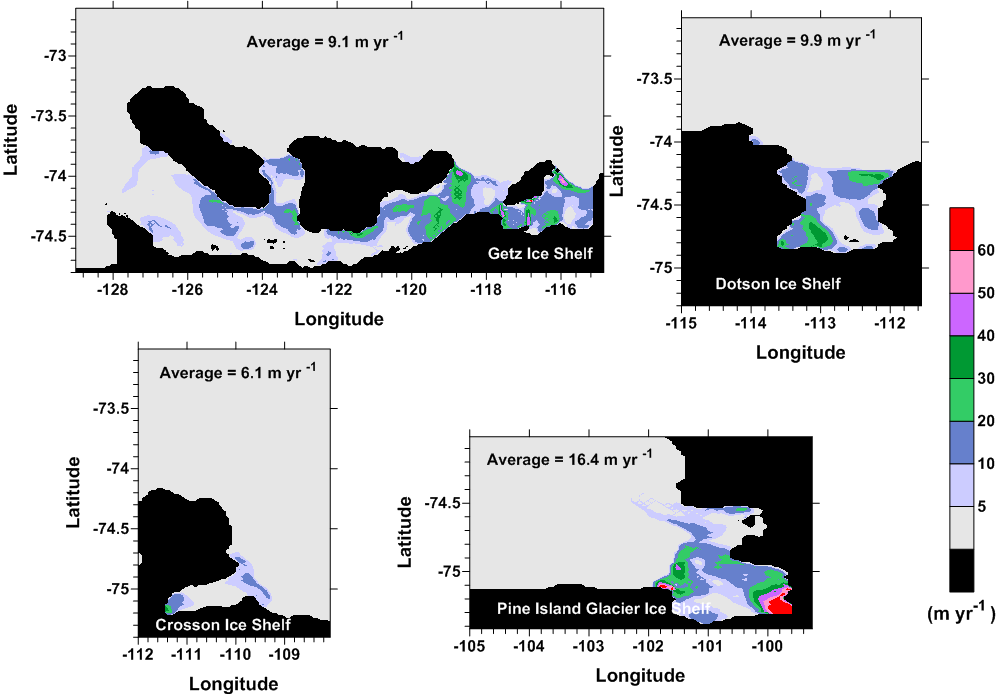 Average = 9.1 m yr -1
-73
-73.5
-74
-74.5
Latitude
Getz Ice Shelf
-128
-126
-124
-122
-120
-118
-116
Longitude
Average = 9.9 m yr -1
-73.5
-74
-74.5
-75
Latitude
Dotson Ice Shelf
-115
-114
-113
-112
Longitude
Average = 6.1 m yr -1
-73.5
-74
-74.5
-75
Latitude
Crosson Ice Shelf
-112
-111
-110
-109
Longitude
Average = 16.4 m yr -1
-74.5
-75
Latitude
Pine Island Glacier Ice Shelf
-105
-104
-103
-102
-101
-100
Longitude
60
50
40
30
20
10
5
(m yr-1 )